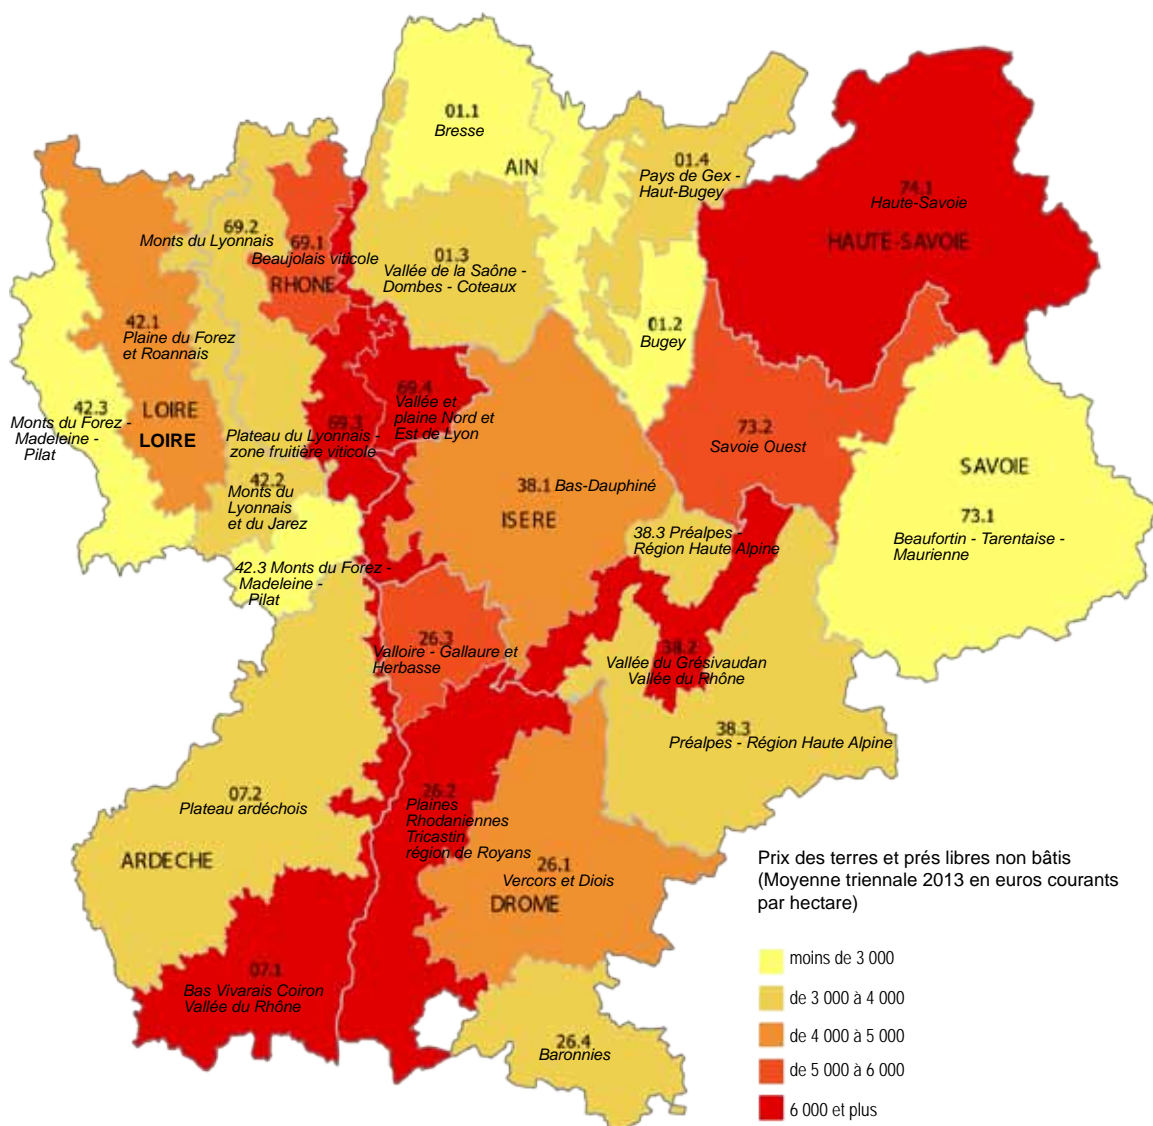 01.1
Bresse
AIN
01.4
Pays de Gex -
Haut-Bugey
74.1
Haute-Savoie
HAUTE-SAVOIE
69.2
Monts du Lyonnais
69.1
Beaujolais viticole
RHONE
01.3
Vallée de la Saône -
Dombes - Coteaux
01.2
Bugey
42.1
Plaine du Forez
et Roannais
42.3
Monts du Forez -
Madeleine -
Pilat
LOIRE
LOIRE
69.4
Vallée et
plaine Nord et
Est de Lyon
69.3
Plateau du Lyonnais -
zone fruitière viticole
73.2
Savoie Ouest
SAVOIE
73.1
Beaufortin - Tarentaise -
Maurienne
42.2
Monts du
Lyonnais
et du Jarez
38.1 Bas-Dauphiné
ISERE
38.3 Préalpes -
Région Haute Alpine
42.3 Monts du Forez -
Madeleine -
Pilat
26.3
Valloire - Gallaure et
Herbasse
38.2
Vallée du Grésivaudan
Vallée du Rhône
38.3
Préalpes - Région Haute Alpine
07.2
Plateau ardéchois
ARDECHE
26.2
Plaines
Rhodaniennes
Tricastin
région de Royans
26.1
Vercors et Diois
DROME
07.1
Bas Vivarais Coiron
Vallée du Rhône
26.4
Baronnies
Prix des terres et prés libres non bâtis
(Moyenne triennale 2013 en euros courants
par hectare)
moins de 3 000
de 3 000 à 4 000
de 4 000 à 5 000
de 5 000 à 6 000
6 000 et plus